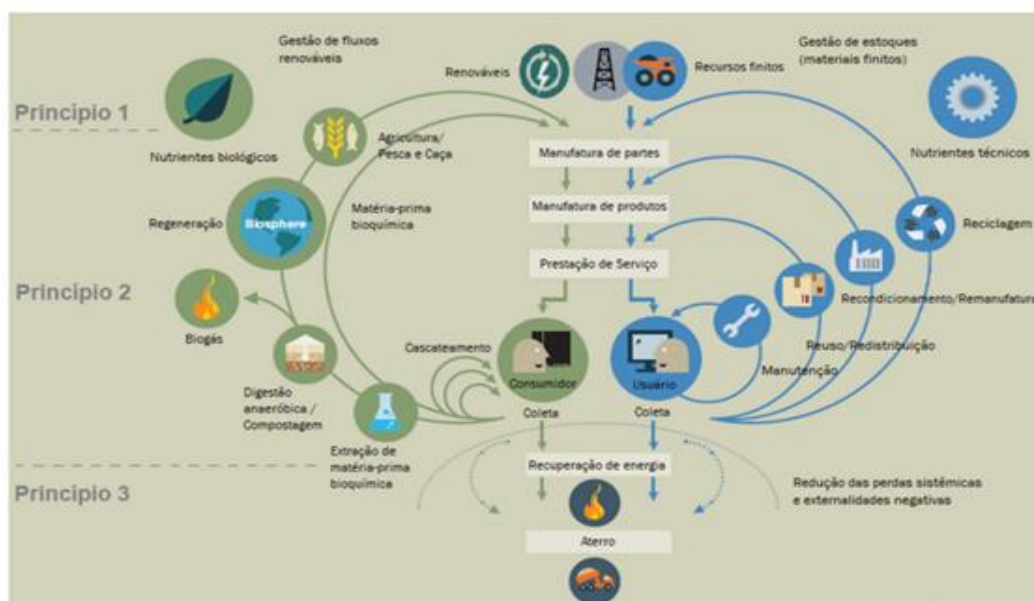 Gestão de fluxos
renováveis
Renováveis
Recursos finitos
Gestão de estoques
(materiais finitos)
Princípio 1
Nutrientes biológicos
Agricultura/
Pesca e Caça
Manufatura de partes
Nutrientes técnicos
Regeneração
Biosphere
Matéria-prima
bioquímica
Manufatura de produtos
Reciclagem
Prestação de Serviço
Princípio 2
Recondicionamento/Remanufatura
Biogás
Cascateamento
Reuso/Redistribuição
Manutenção
Consumidor
Usuário
Digestão
anaeróbica /
Compostagem
Coleta
Coleta
Extração de
matéria-prima
bioquímica
Recuperação de energia
Princípio 3
Redução das perdas sistêmicas
e externalidades negativas
Aterro